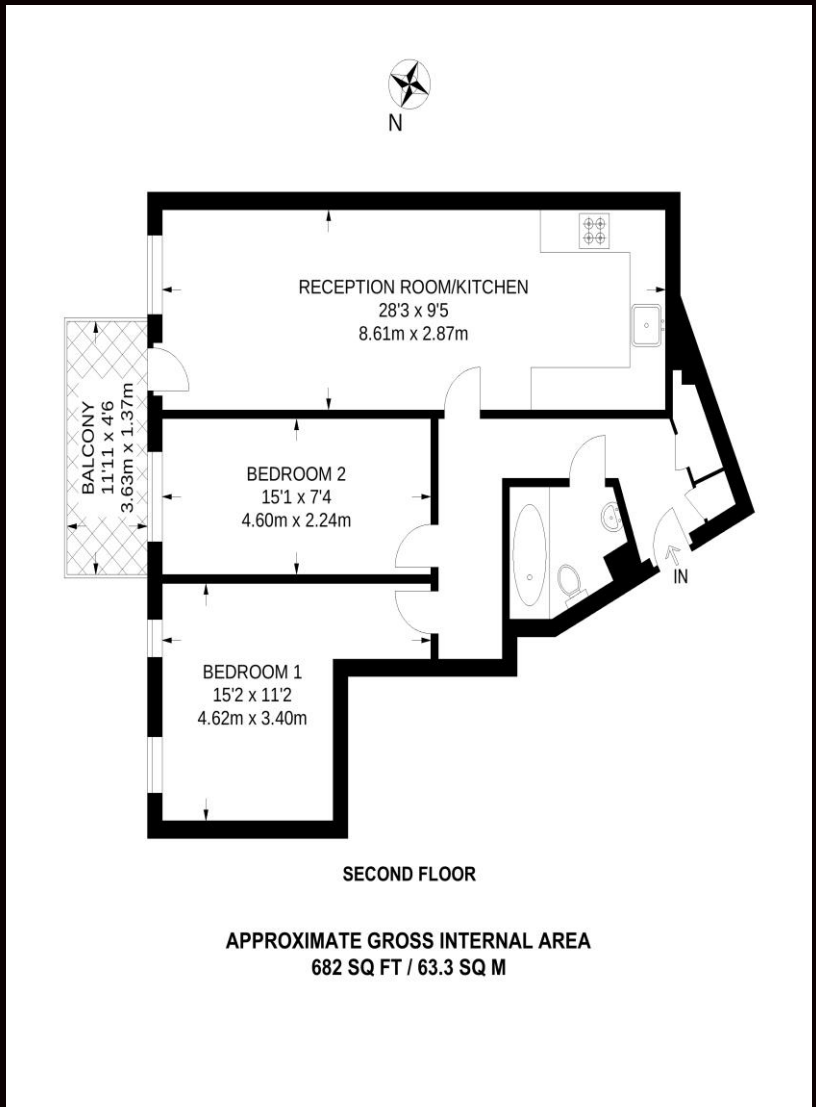 N
RECEPTION ROOM/KITCHEN
28'3 x 9'5
8.61m x 2.87m
BALCONY
11'11 x 4'6
3.63m x 1.37m
BEDROOM 2
15'1 x 7'4
4.60m x 2.24m
IN
BEDROOM 1
15'2 x 11'2
4.62m x 3.40m
SECOND FLOOR
APPROXIMATE GROSS INTERNAL AREA
682 SQ FT / 63.3 SQ M